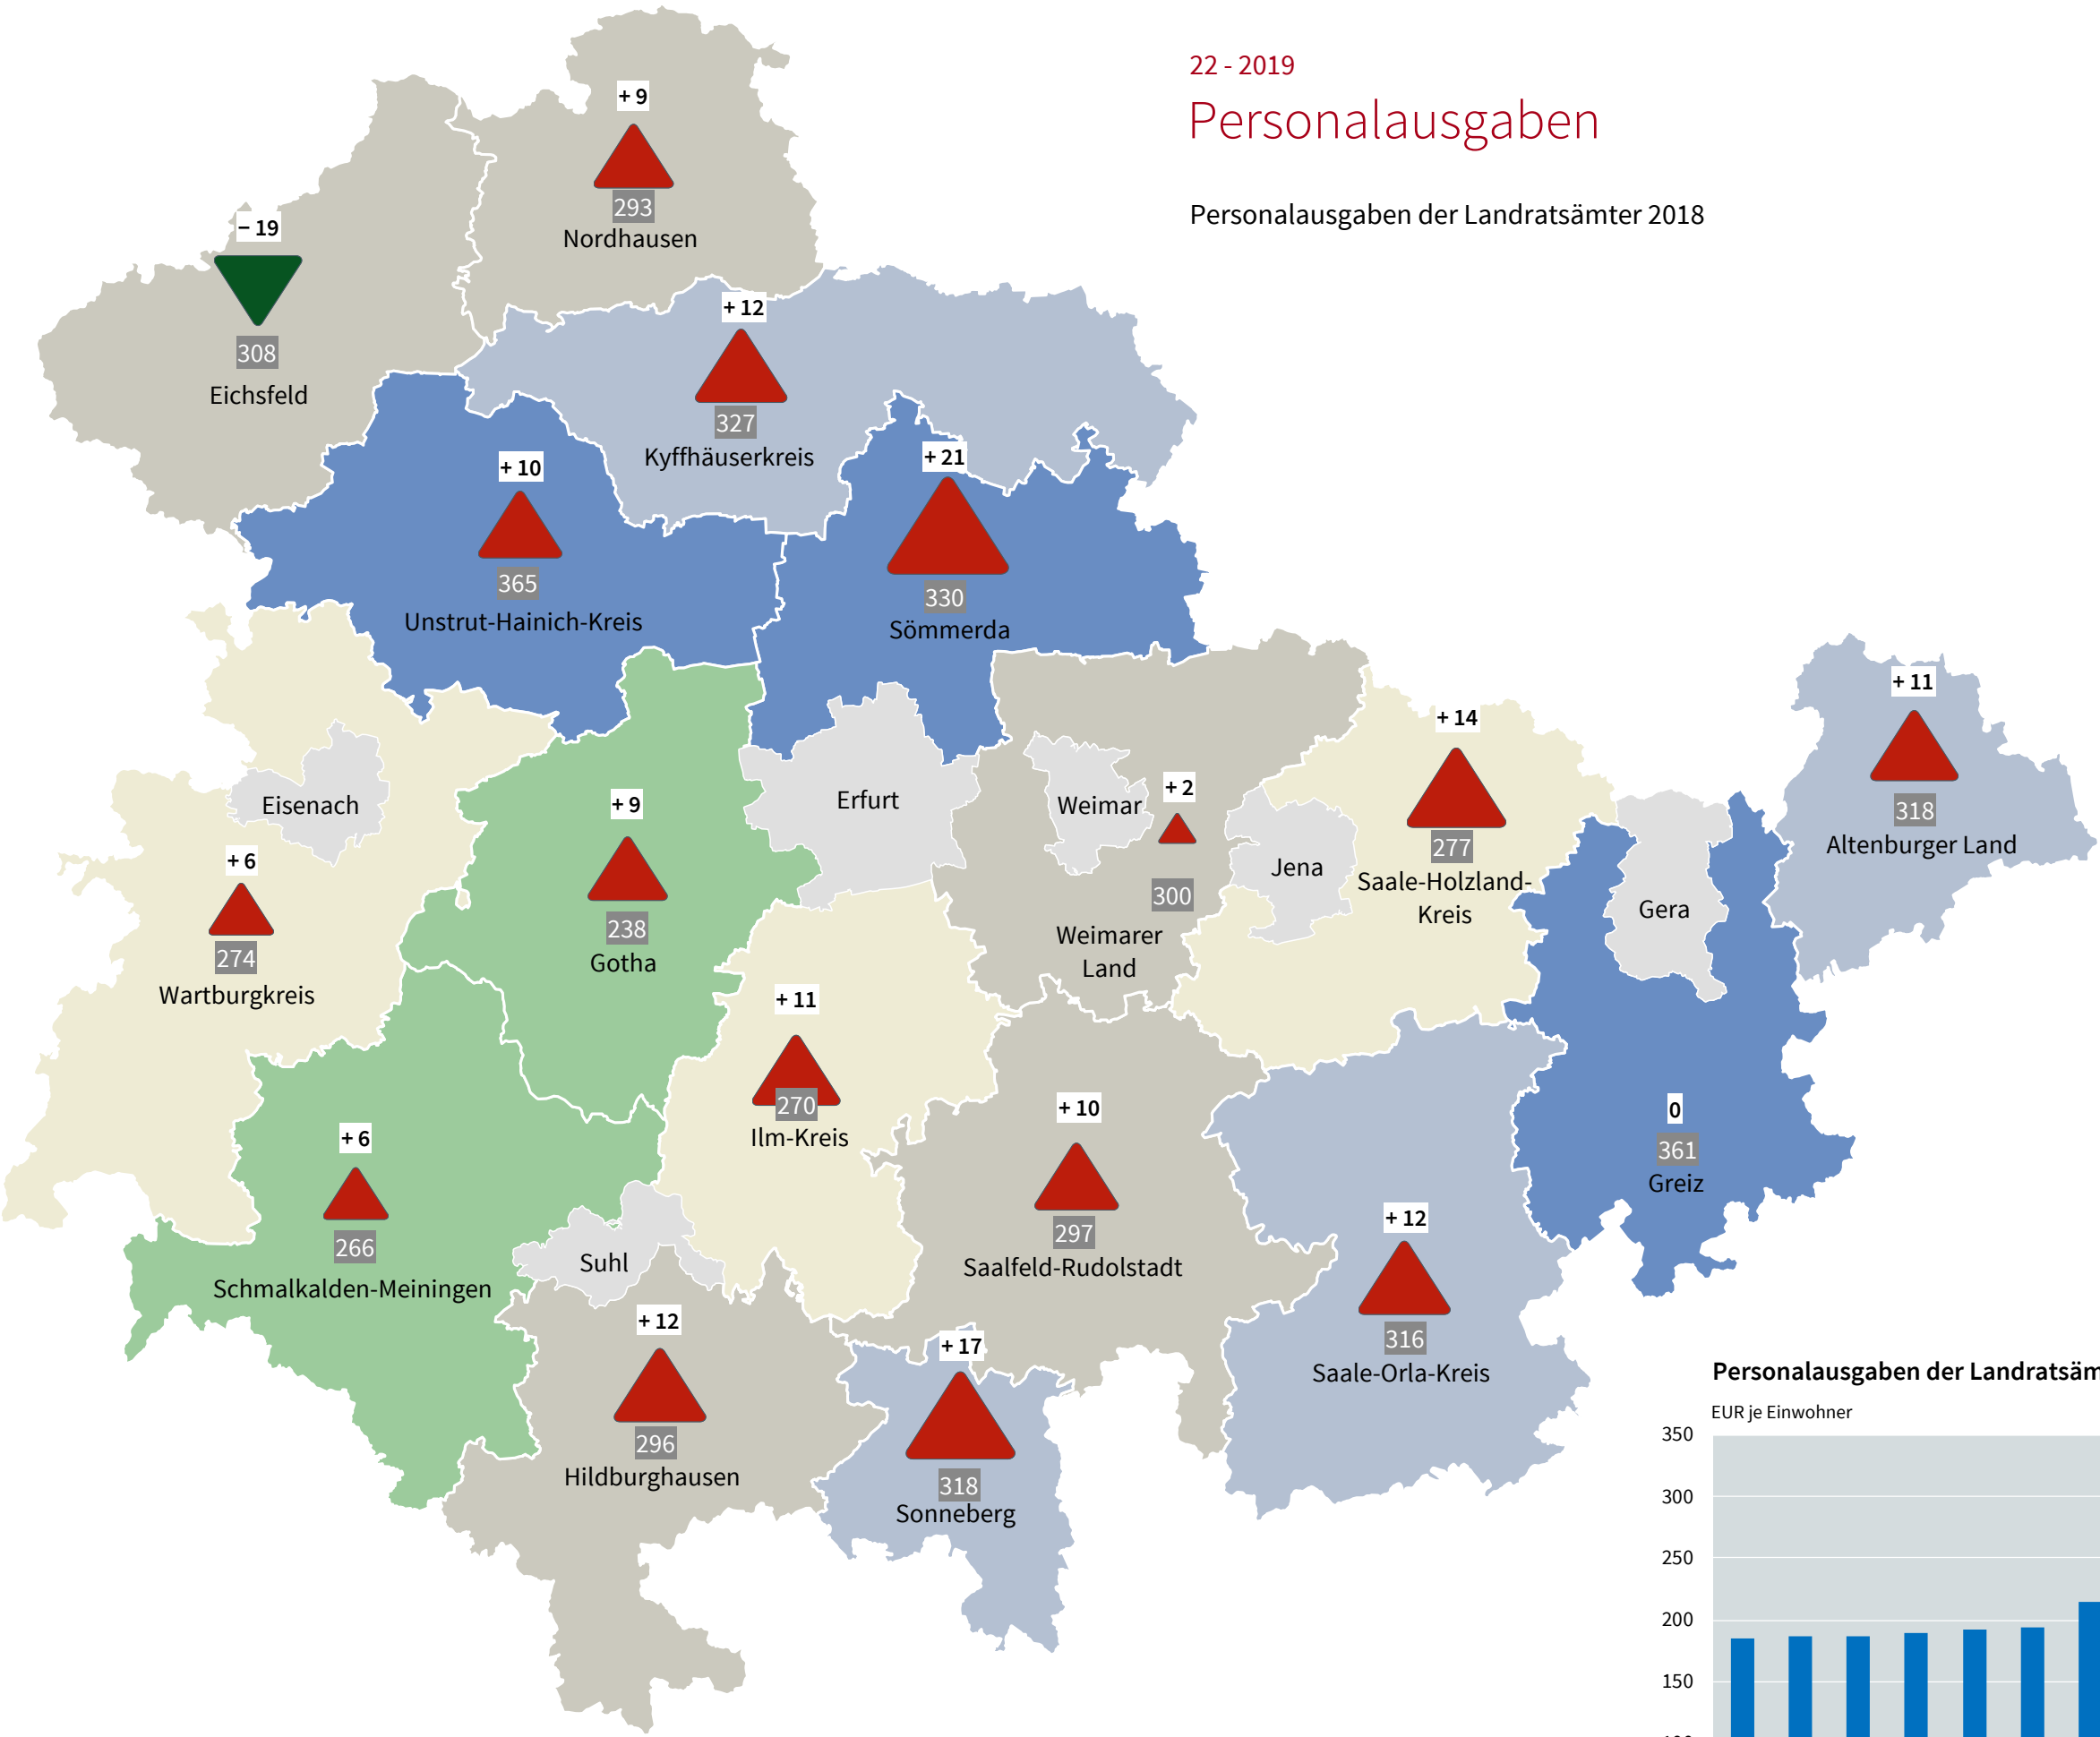 22 - 2019
Personalausgaben
Personalausgaben der Landratsämter 2018
+ 9
293
Nordhausen
− 19
308
Eichsfeld
+ 12
327
Kyffhäuserkreis
+ 10
365
Unstrut-Hainich-Kreis
+ 21
330
Sömmerda
+ 11
318
Altenburger Land
+ 14
277
Saale-Holzland-
Kreis
Eisenach
+ 6
274
Wartburgkreis
+ 9
238
Gotha
Erfurt
Weimar
+ 2
300
Weimarer
Land
Jena
Gera
+ 11
270
Ilm-Kreis
+ 10
297
Saalfeld-Rudolstadt
0
361
Greiz
+ 6
266
Schmalkalden-Meiningen
Suhl
+ 12
296
Hildburghausen
+ 17
318
Sonneberg
+ 12
316
Saale-Orla-Kreis
Personalausgaben der Landratsäm
EUR je Einwohner
350
300
250
200
150